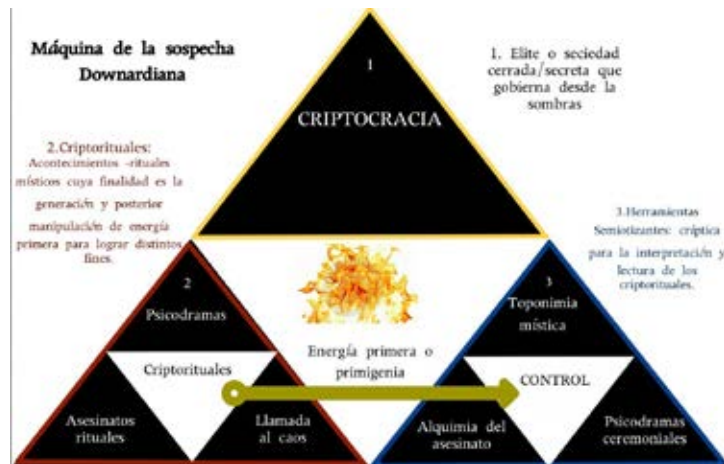 Máquina de la sospecha
Downardiana
1
CRIPTOCRACIA
1. Elite o sociedad
cerrada/secreta que
gobierna desde la
sombras
2.Criptorituales:
Acontecimientos -rituales
místicos cuya finalidad es la
generación y posterior
manipulación de energía
primera para lograr distintos
fines.
3.Herramientas
Semiotizantes: críptica
para la interpretación y
lectura de los
criptorituales.
2
Psicodramas
Criptorituales
Asesinatos
rituales
Llamada
al caos
Energía primera o
primigenia
3
Toponimia
mística
CONTROL
Alquimia del
asesinato
Psicodramas
ceremoniales